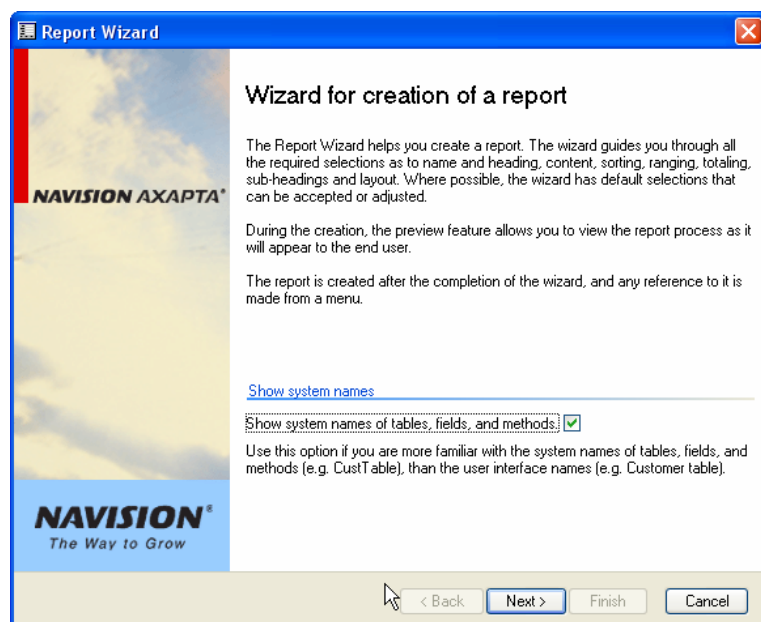 Report Wizard
Wizard for creation of a report
The Report Wizard helps you create a report. The wizard guides you through all
the required selections as to name and heading, content, sorting, ranging, totaling,
sub-headings and layout. Where possible, the wizard has default selections that
can be accepted or adjusted.
NAVISION AXAPTA®
During the creation, the preview feature allows you to view the report process as it
will appear to the end user.
The report is created after the completion of the wizard, and any reference to it is
made from a menu.
Show system names
Show system names of tables, fields, and methods.
Use this option if you are more familiar with the system names of tables, fields, and
methods (e.g. CustTable), than the user interface names (e.g. Customer table).
NAVISION®
The Way to Grow
< Back Next > Finish Cancel